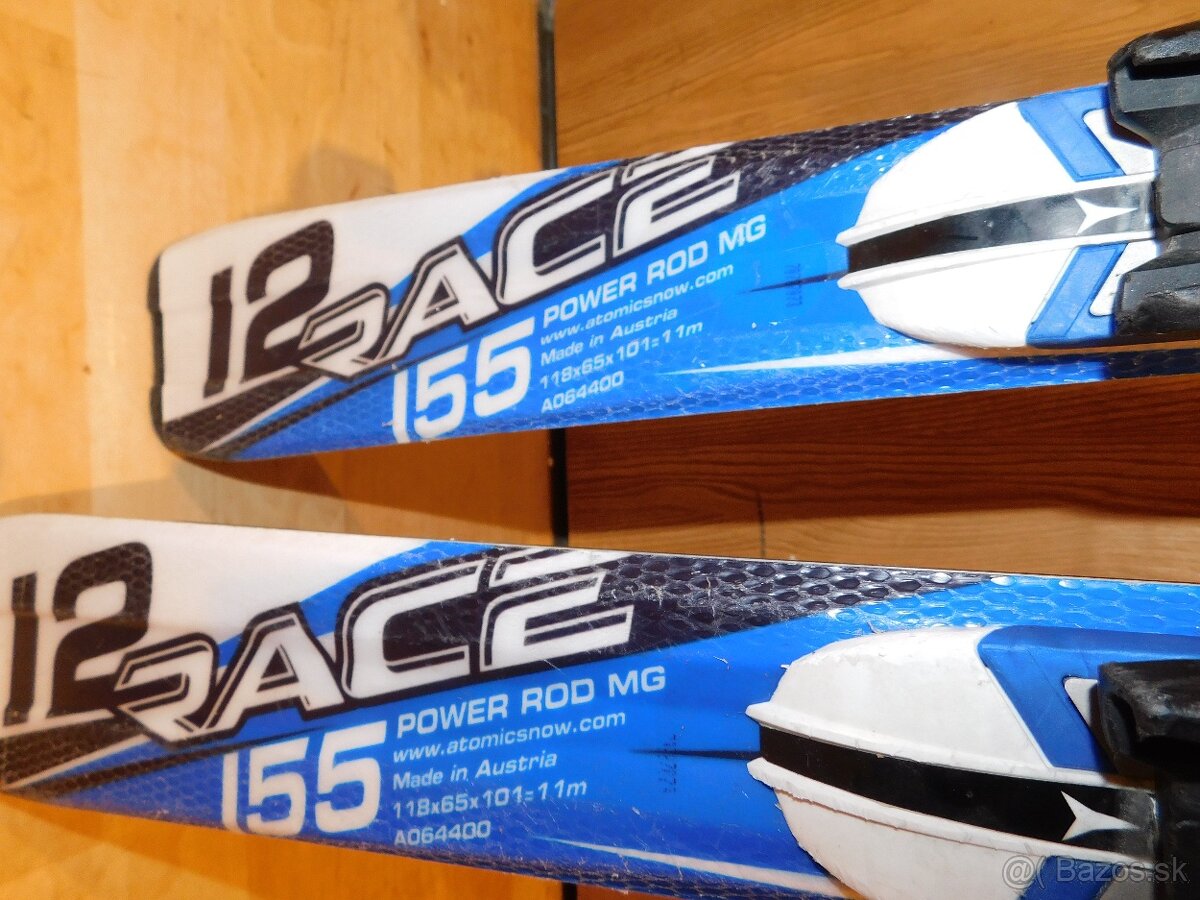 12 RACE
155
POWER ROD MG
www.atomicsnow.com
Made in Austria
118x65x101=11m
A064400
12 RACE
155
POWER ROD MG
www.atomicsnow.com
Made in Austria
118x65x101=11m
A064400
@( Bazos.sk